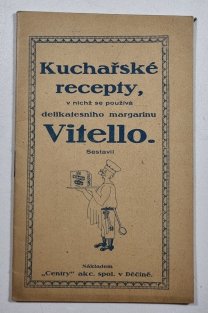 Kuchařské
recepty,
v nichž se používá
delikatesního margarinu
Vitello.
Sestavil
Nákladem
„Centry" akc. spol. v Děčíně.